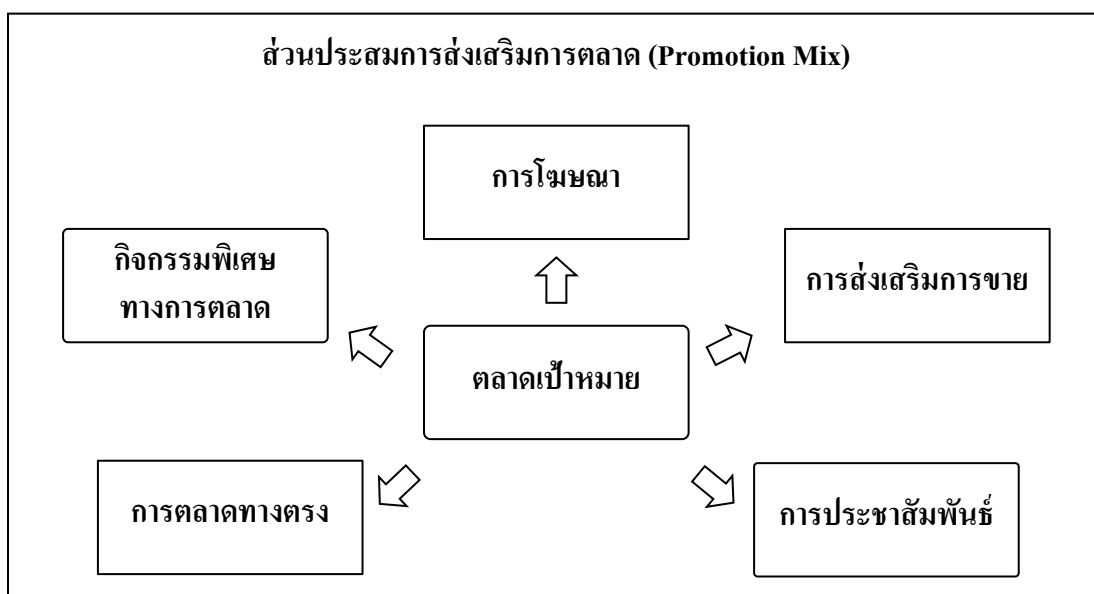 ส่วนประสมการส่งเสริมการตลาด (Promotion Mix)
การโฆษณา
กิจกรรมพิเศษ
ทางการตลาด
การส่งเสริมการขาย
ตลาดเป้าหมาย
การตลาดทางตรง
การประชาสัมพันธ์